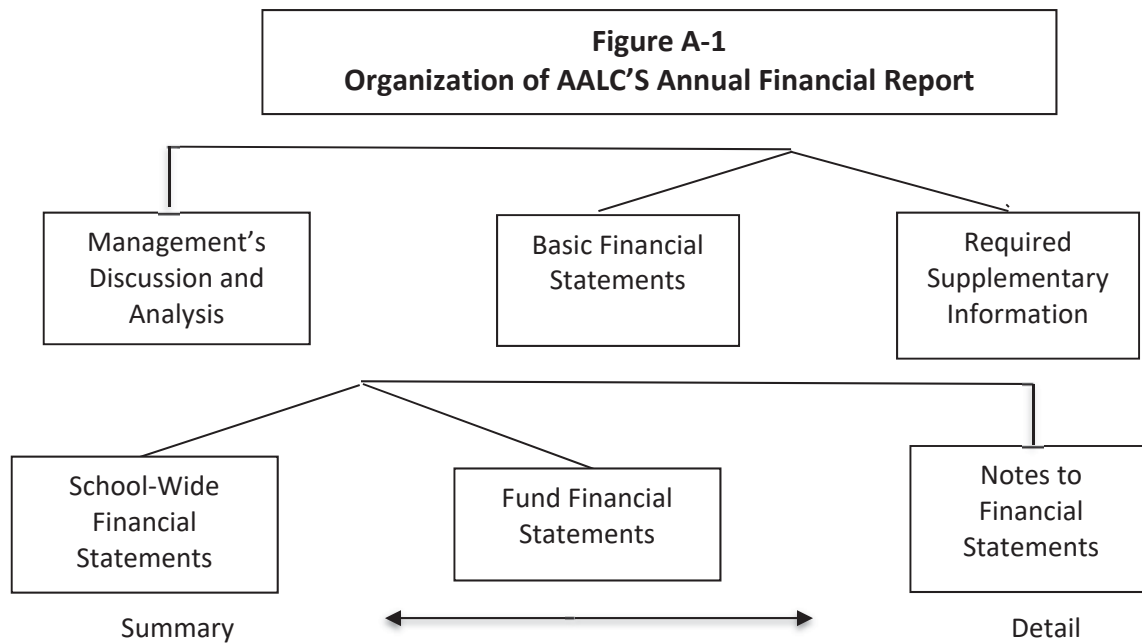 Figure A-1
Organization of AALC’S Annual Financial Report
Management’s
Discussion and
Analysis
Basic Financial
Statements
Required
Supplementary
Information
School-Wide
Financial
Statements
Fund Financial
Statements
Notes to
Financial
Statements
Summary
Detail